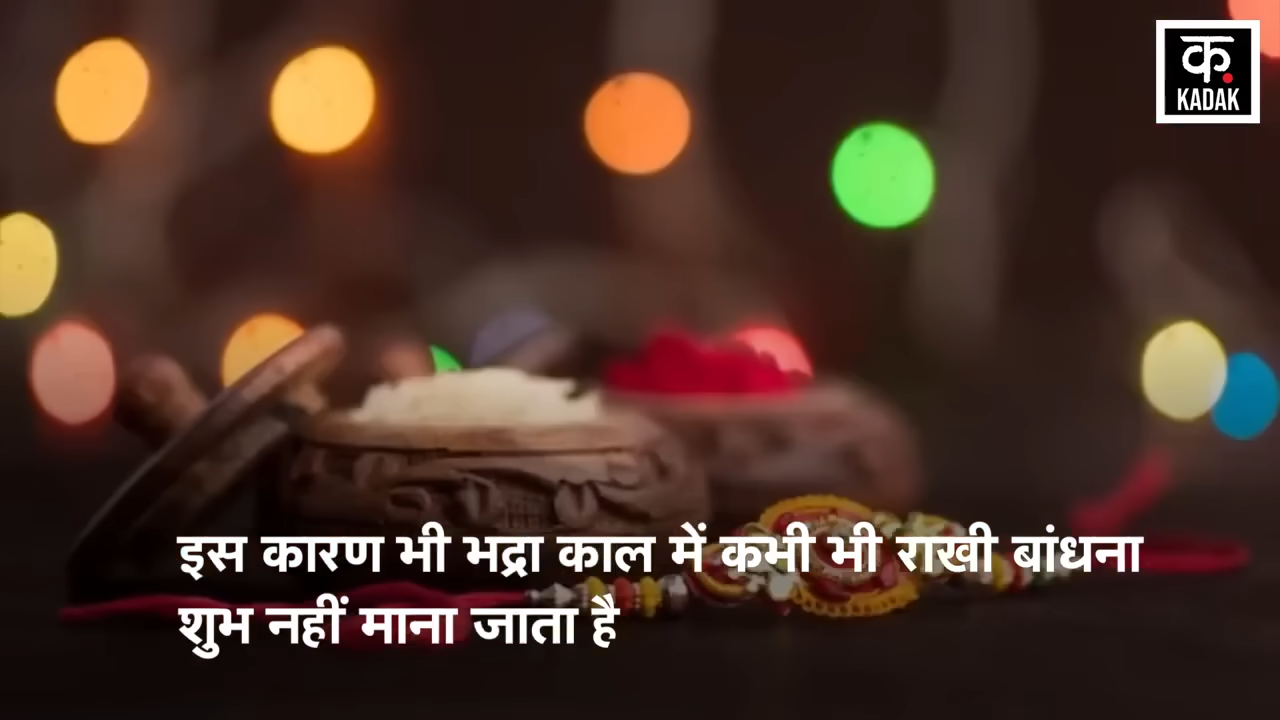 क.
KADAK
इस कारण भी भद्रा काल में कभी भी राखी बांधना
शुभ नहीं माना जाता है